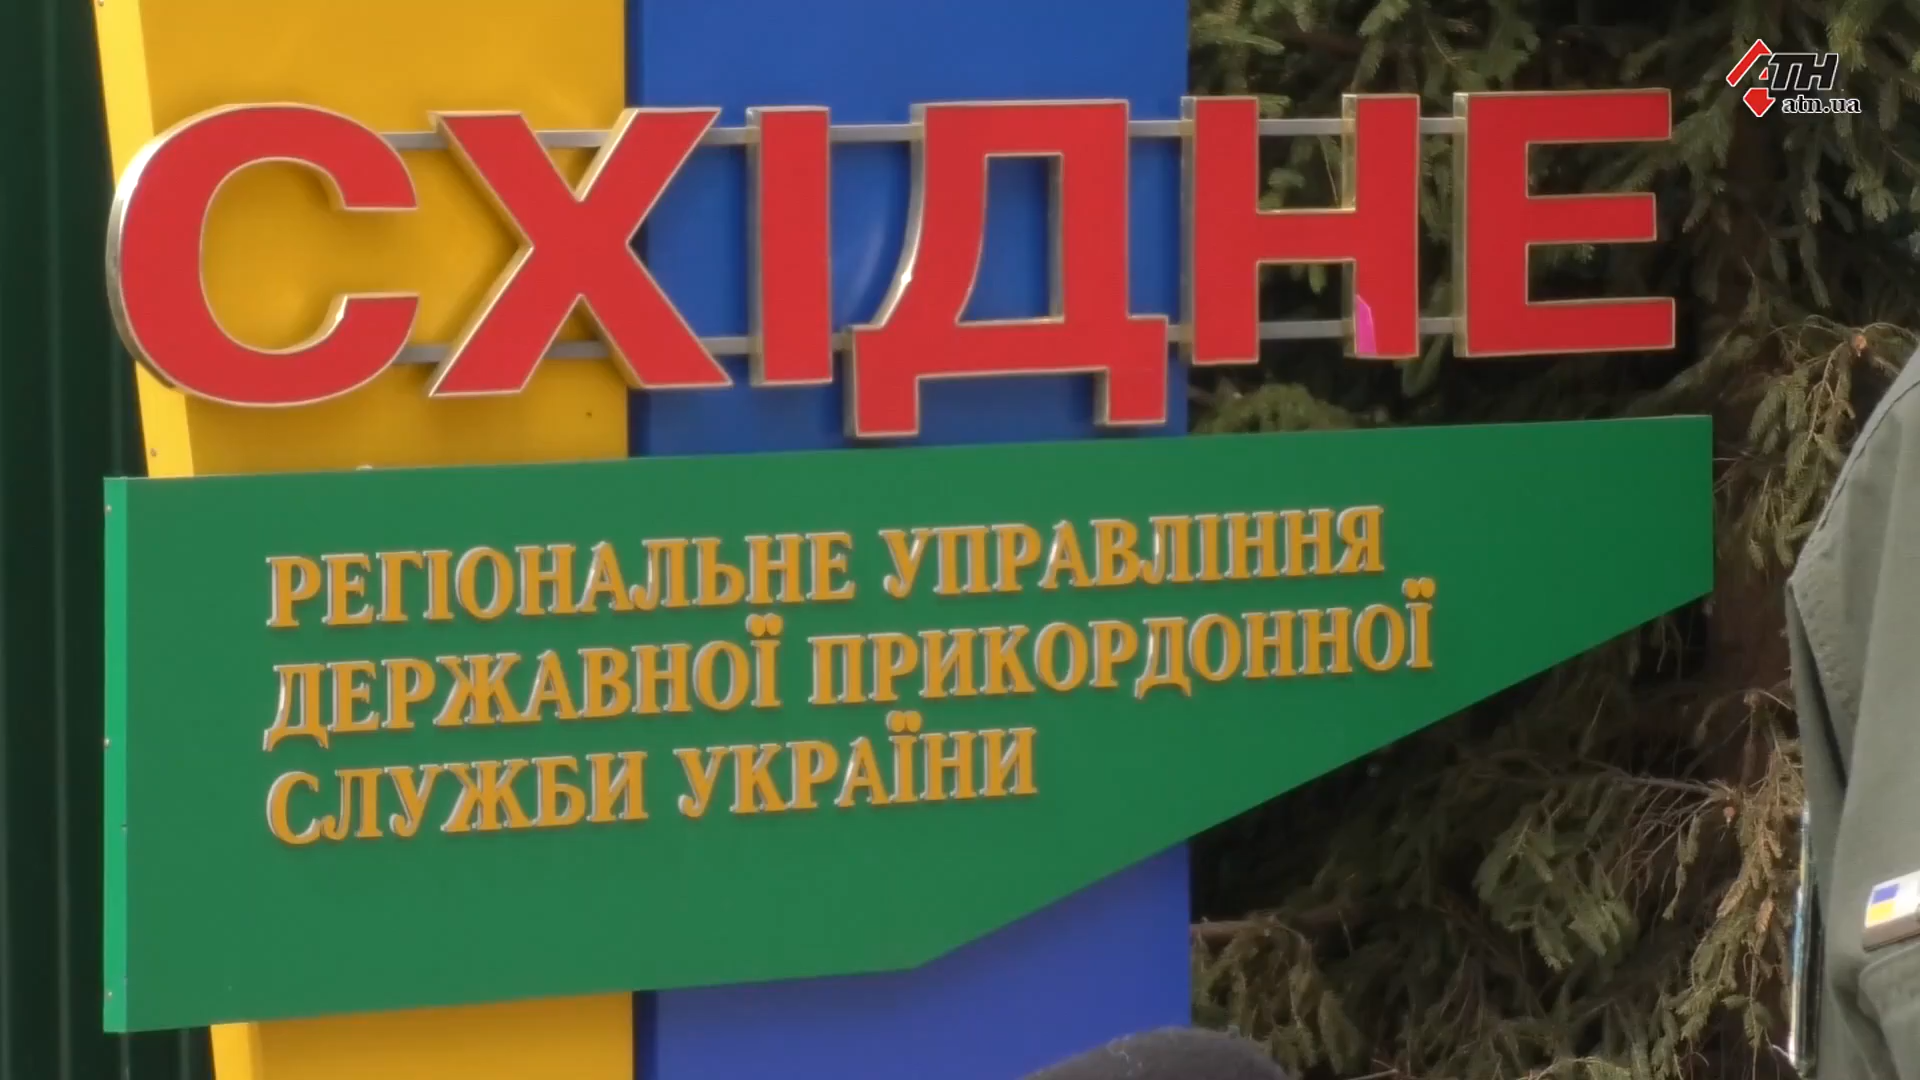 АТН
atn.ua
СХІДНЕ
РЕГІОНАЛЬНЕ УПРАВЛІННЯ
ДЕРЖАВНОЇ ПРИКОРДОННОЇ
СЛУЖБИ УКРАЇНИ